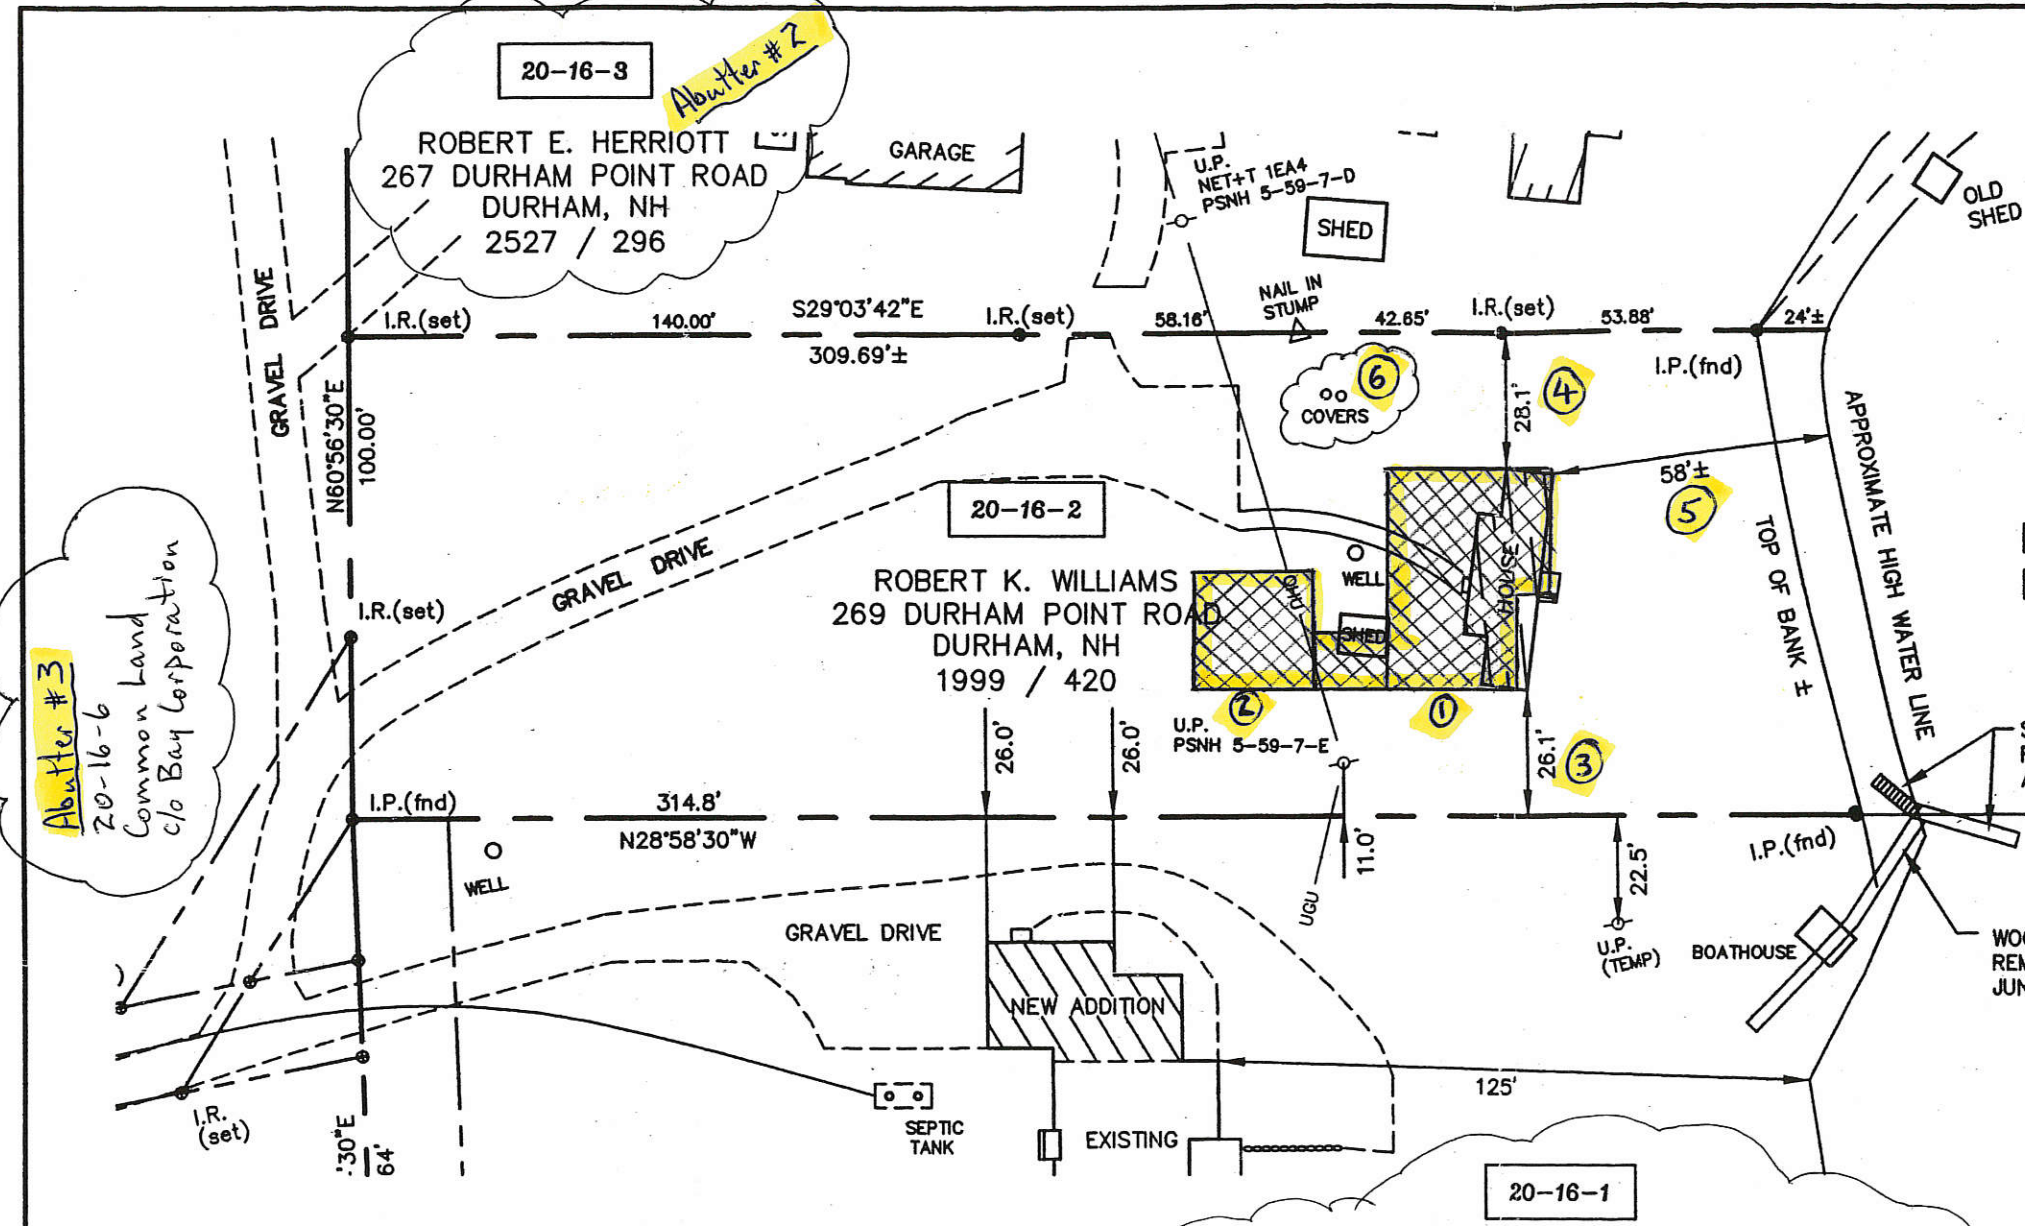 20-16-3
Abutter #2
ROBERT E. HERRIOTT
267 DURHAM POINT ROAD
DURHAM, NH
2527 / 296
GARAGE
U.P.
NET+T 1EA4
PSNH 5-59-7-D
SHED
OLD
SHED
GRAVEL DRIVE
GRAVEL DRIVE
I.R.(set)
140.00'
S29°03'42"E
309.69'±
I.R.(set)
58.16'
NAIL IN
STUMP
42.65'
I.R.(set)
53.88'
24'±
I.P.(fnd)
N60°56'30"E
100.00'
6
COVERS
28.1'
4
58'±
5
APPROXIMATE HIGH WATER LINE
TOP OF BANK ±
20-16-2
GRAVEL DRIVE
ROBERT K. WILLIAMS
269 DURHAM POINT ROAD
DURHAM, NH
1999 / 420
OHU
WELL
SHED
HOUSE
I.R.(set)
Abutter #3
20-16-6
Common Land
c/o Bay Corporation
2
1
U.P.
PSNH 5-59-7-E
26.0'
26.0'
26.1'
3
I.P.(fnd)
314.8'
N28°58'30"W
11.0'
22.5'
I.P.(fnd)
WELL
UGU
GRAVEL DRIVE
U.P.
(TEMP)
BOATHOUSE
NEW ADDITION
125'
I.R.
(set)
SEPTIC
TANK
EXISTING
'30"E
64'
20-16-1